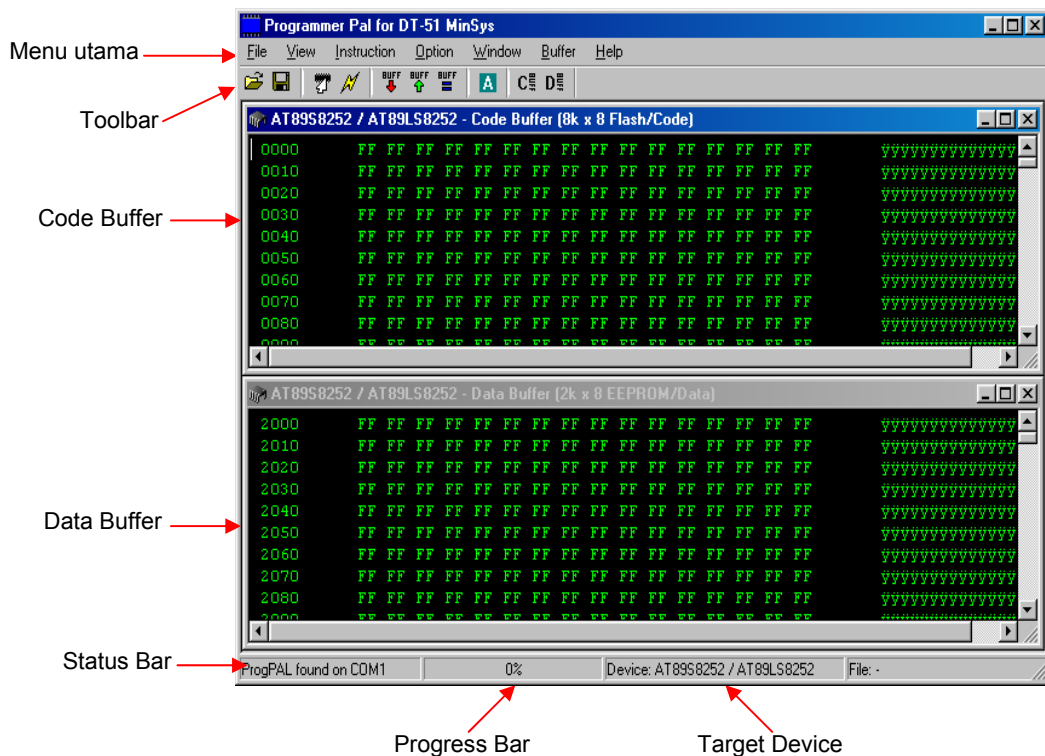 Programmer Pal for DT-51 MinSys
Menu utama
File View Instruction Option Window Buffer Help
BUFF BUFF BUFF A C D
Toolbar
AT89S8252 / AT89LS8252 - Code Buffer (8k x 8 Flash/Code)
0000 FF FF FF FF FF FF FF FF FF FF FF FF FF FF FF FF ÿÿÿÿÿÿÿÿÿÿÿÿÿÿ
0010 FF FF FF FF FF FF FF FF FF FF FF FF FF FF FF FF ÿÿÿÿÿÿÿÿÿÿÿÿÿÿ
0020 FF FF FF FF FF FF FF FF FF FF FF FF FF FF FF FF ÿÿÿÿÿÿÿÿÿÿÿÿÿÿ
0030 FF FF FF FF FF FF FF FF FF FF FF FF FF FF FF FF ÿÿÿÿÿÿÿÿÿÿÿÿÿÿ
Code Buffer
0040 FF FF FF FF FF FF FF FF FF FF FF FF FF FF FF FF ÿÿÿÿÿÿÿÿÿÿÿÿÿÿ
0050 FF FF FF FF FF FF FF FF FF FF FF FF FF FF FF FF ÿÿÿÿÿÿÿÿÿÿÿÿÿÿ
0060 FF FF FF FF FF FF FF FF FF FF FF FF FF FF FF FF ÿÿÿÿÿÿÿÿÿÿÿÿÿÿ
0070 FF FF FF FF FF FF FF FF FF FF FF FF FF FF FF FF ÿÿÿÿÿÿÿÿÿÿÿÿÿÿ
0080 FF FF FF FF FF FF FF FF FF FF FF FF FF FF FF FF ÿÿÿÿÿÿÿÿÿÿÿÿÿÿ
AT89S8252 / AT89LS8252 - Data Buffer (2k x 8 EEPROM/Data)
2000 FF FF FF FF FF FF FF FF FF FF FF FF FF FF FF FF ÿÿÿÿÿÿÿÿÿÿÿÿÿÿ
2010 FF FF FF FF FF FF FF FF FF FF FF FF FF FF FF FF ÿÿÿÿÿÿÿÿÿÿÿÿÿÿ
2020 FF FF FF FF FF FF FF FF FF FF FF FF FF FF FF FF ÿÿÿÿÿÿÿÿÿÿÿÿÿÿ
2030 FF FF FF FF FF FF FF FF FF FF FF FF FF FF FF FF ÿÿÿÿÿÿÿÿÿÿÿÿÿÿ
2040 FF FF FF FF FF FF FF FF FF FF FF FF FF FF FF FF ÿÿÿÿÿÿÿÿÿÿÿÿÿÿ
Data Buffer
2050 FF FF FF FF FF FF FF FF FF FF FF FF FF FF FF FF ÿÿÿÿÿÿÿÿÿÿÿÿÿÿ
2060 FF FF FF FF FF FF FF FF FF FF FF FF FF FF FF FF ÿÿÿÿÿÿÿÿÿÿÿÿÿÿ
2070 FF FF FF FF FF FF FF FF FF FF FF FF FF FF FF FF ÿÿÿÿÿÿÿÿÿÿÿÿÿÿ
2080 FF FF FF FF FF FF FF FF FF FF FF FF FF FF FF FF ÿÿÿÿÿÿÿÿÿÿÿÿÿÿ
Status Bar
ProgPAL found on COM1 0% Device: AT89S8252 / AT89LS8252 File: -
Progress Bar Target Device